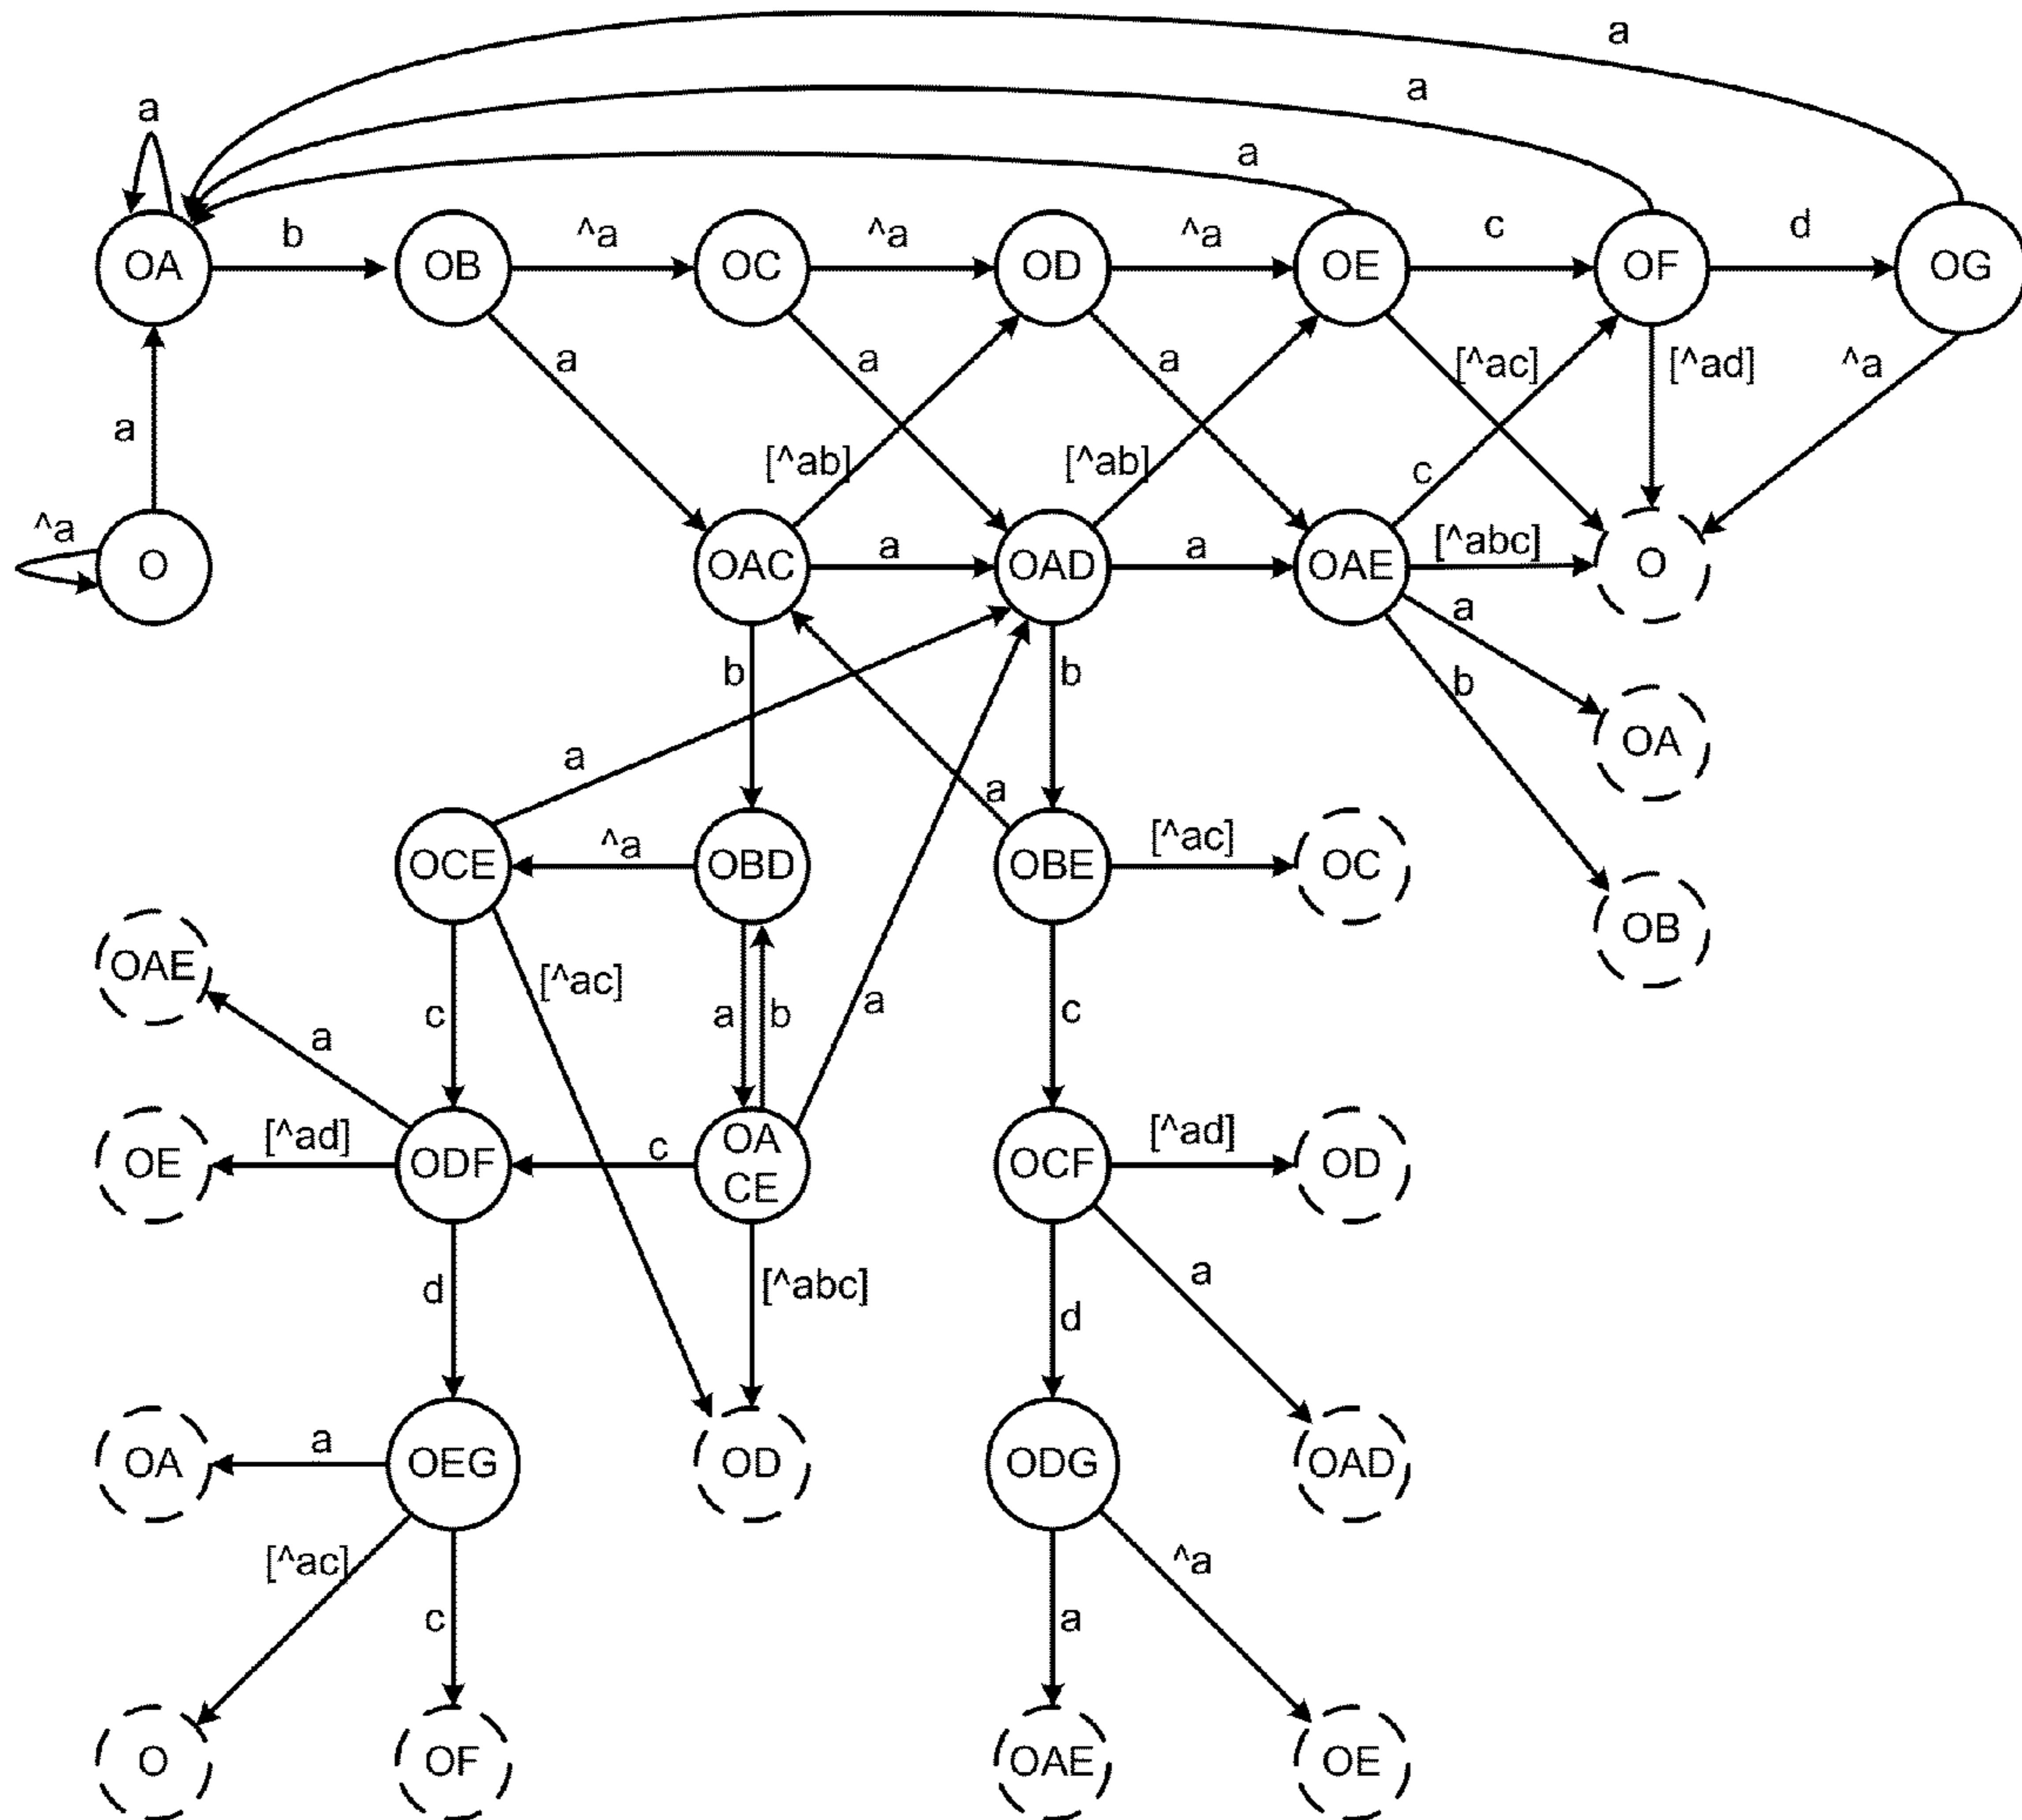 a
a
a
a
b
^a
^a
^a
c
d
OA
OB
OC
OD
OE
OF
OG
a
a
a
a
[^ac]
[^ad]
^a
[^ab]
[^ab]
c
^a
O
OAC
a
OAD
a
OAE
[^abc]
O
a
b
b
b
OA
a
a
OCE
^a
OBD
OBE
[^ac]
OC
OB
OAE
[^ac]
a
c
a
b
a
c
OE
[^ad]
ODF
c
OA
CE
OCF
[^ad]
OD
d
[^abc]
d
a
OA
a
OEG
OD
ODG
OAD
[^ac]
c
a
^a
O
OF
OAE
OE